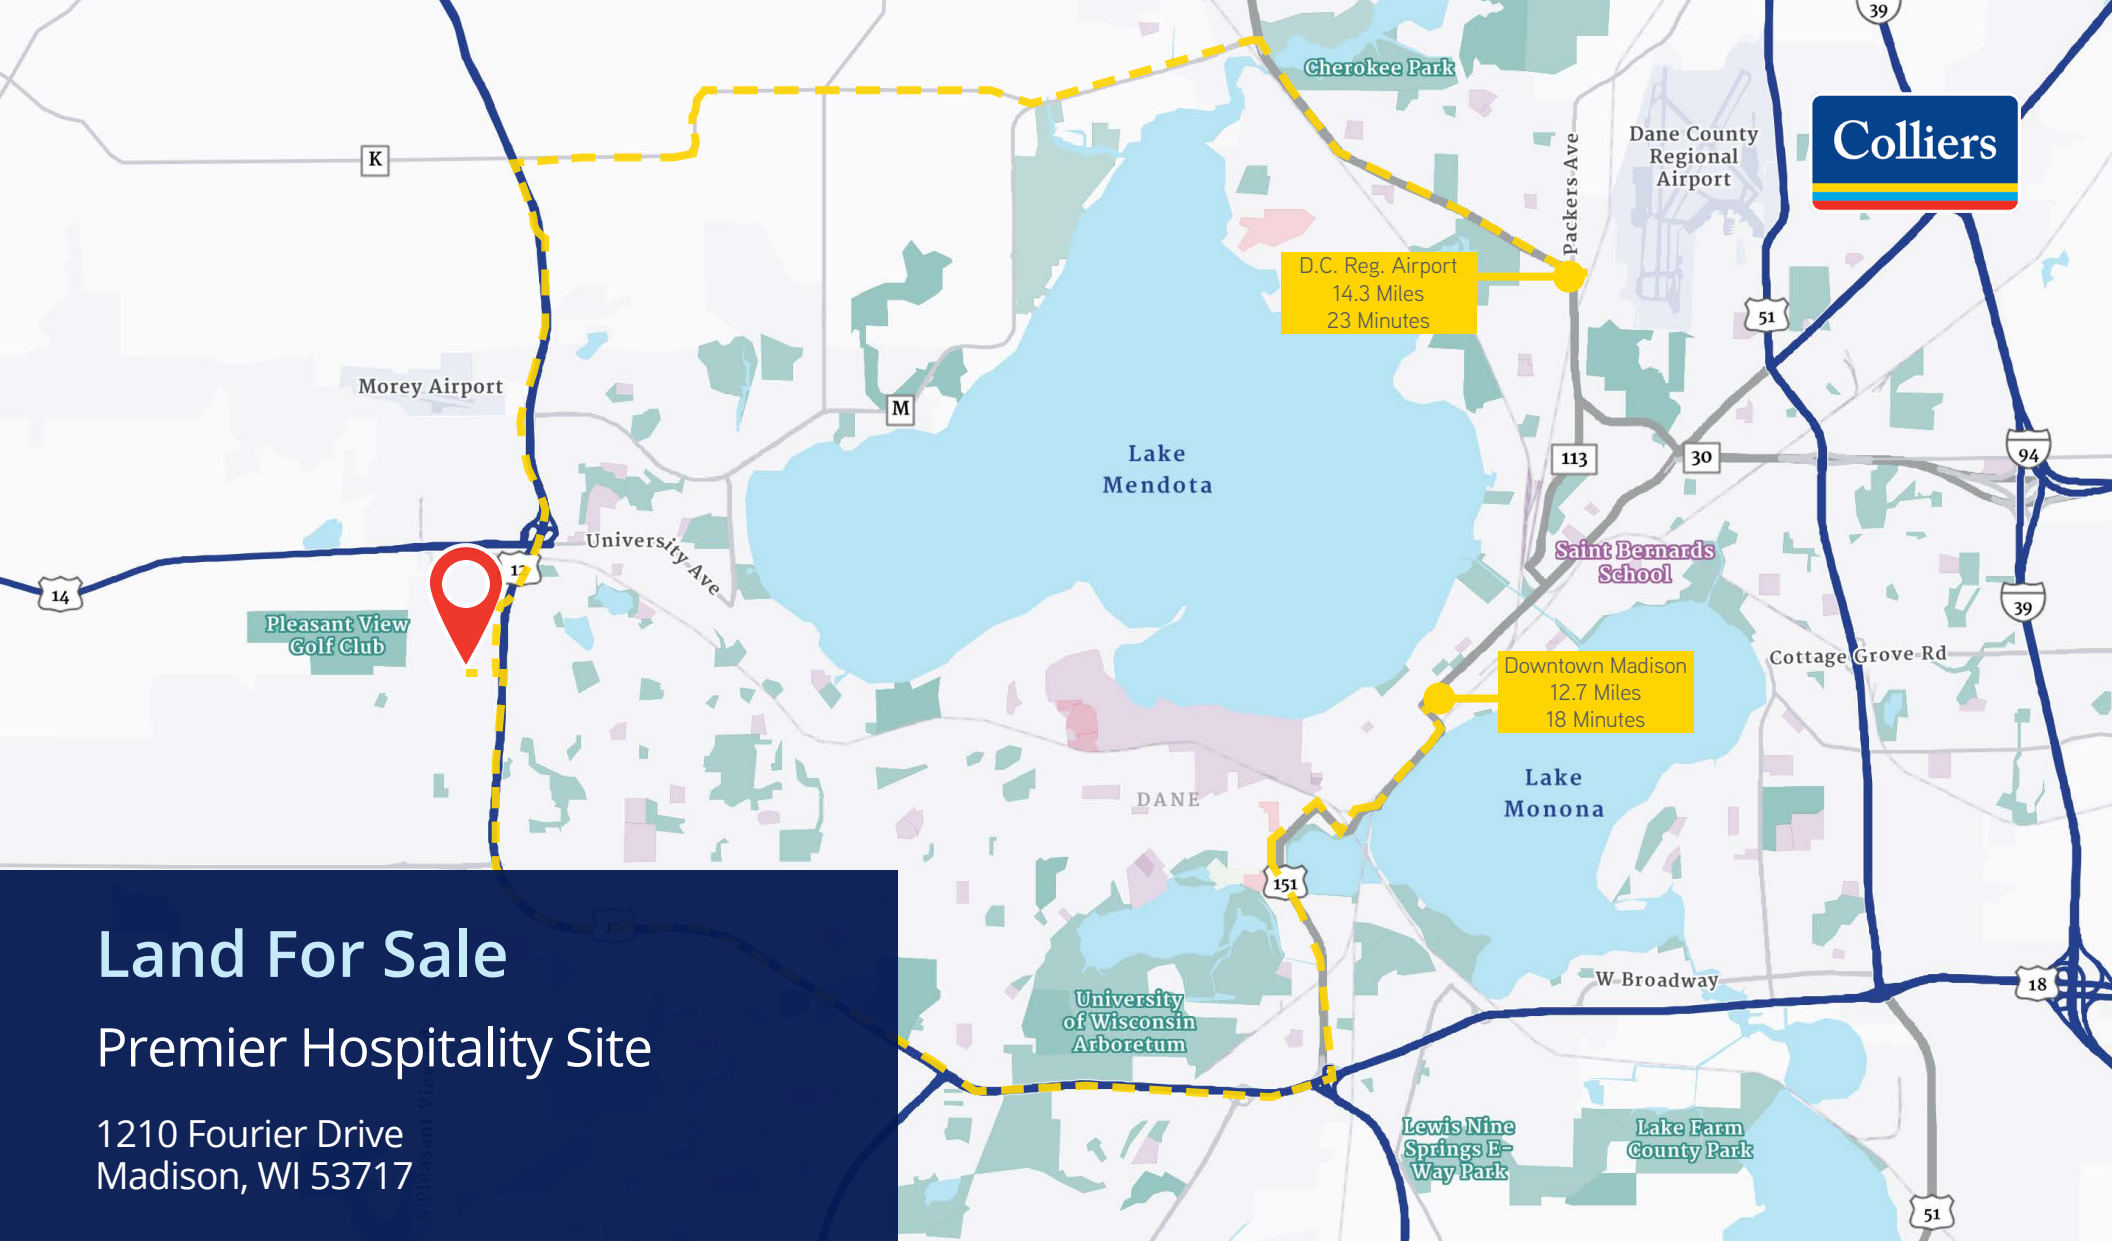 39
Cherokee Park
Dane County
Regional
Airport
Colliers
K
Packers Ave
D.C. Reg. Airport
14.3 Miles
23 Minutes
51
Morey Airport
M
Lake
Mendota
113
30
94
University Ave
Saint Bernards
School
12
14
39
Pleasant View
Golf Club
Cottage Grove Rd
Downtown Madison
12.7 Miles
18 Minutes
Lake
Monona
DANE
151
Land For Sale
Premier Hospitality Site
1210 Fourier Drive
Madison, WI 53717
S Pleasant View
12
W Broadway
18
University
of Wisconsin
Arboretum
Lewis Nine
Springs E-
Way Park
Lake Farm
County Park
51